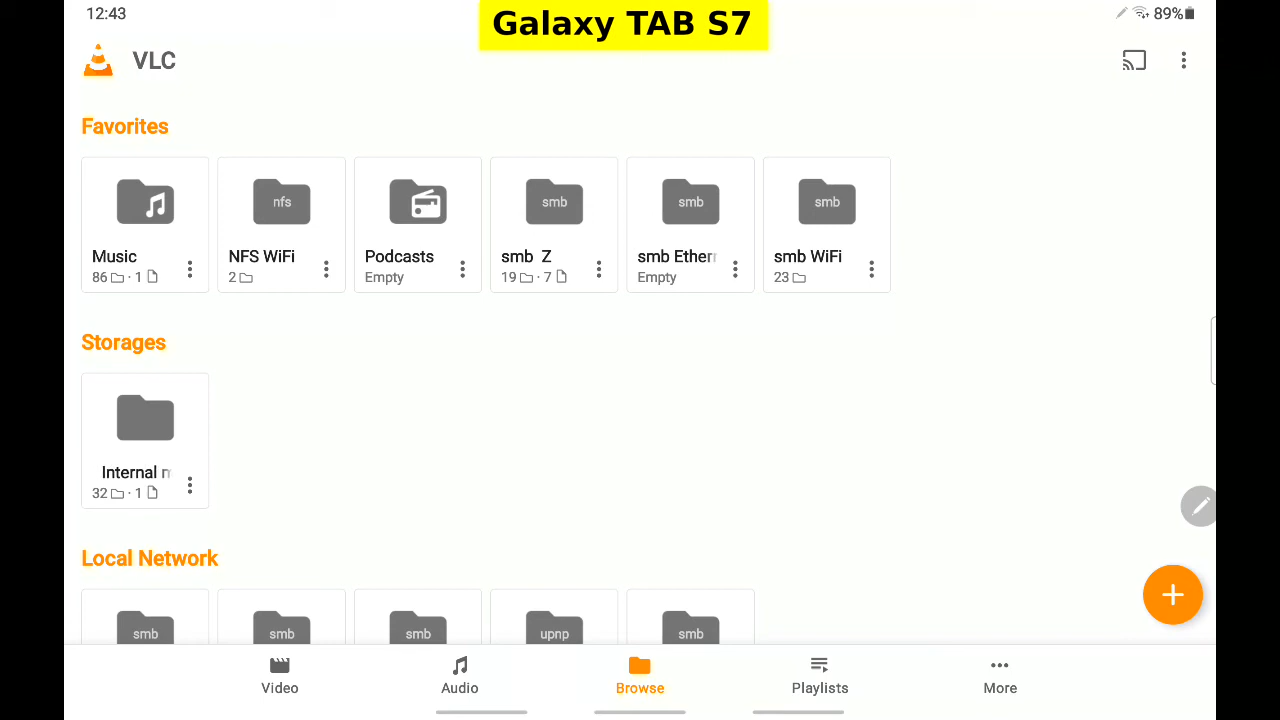 12:43
Galaxy TAB S7
89%
VLC
Favorites
nfs
smb
smb
smb
Music
NFS WiFi
Podcasts
smb Z
smb Ether
smb WiFi
86 · 1
2
Empty
19 · 7
Empty
23
Storages
Internal m
32 · 1
Local Network
smb
smb
smb
upnp
smb
Video
Audio
Browse
Playlists
More